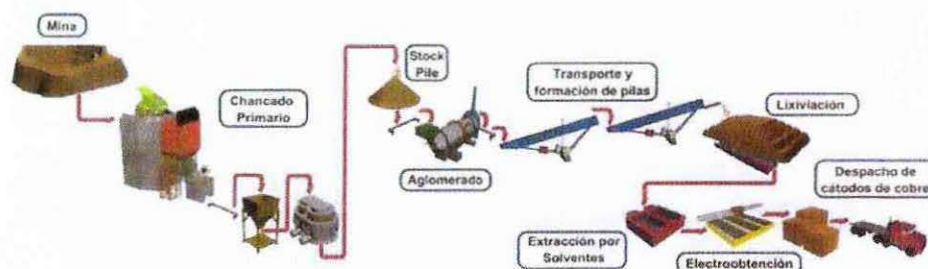 Mina
Chancado
Primario
Stock
Pile
Aglomerado
Transporte y
formación de pilas
Lixiviación
Extracción por
Solventes
Electroobtención
Despacho de
cátodos de cobre